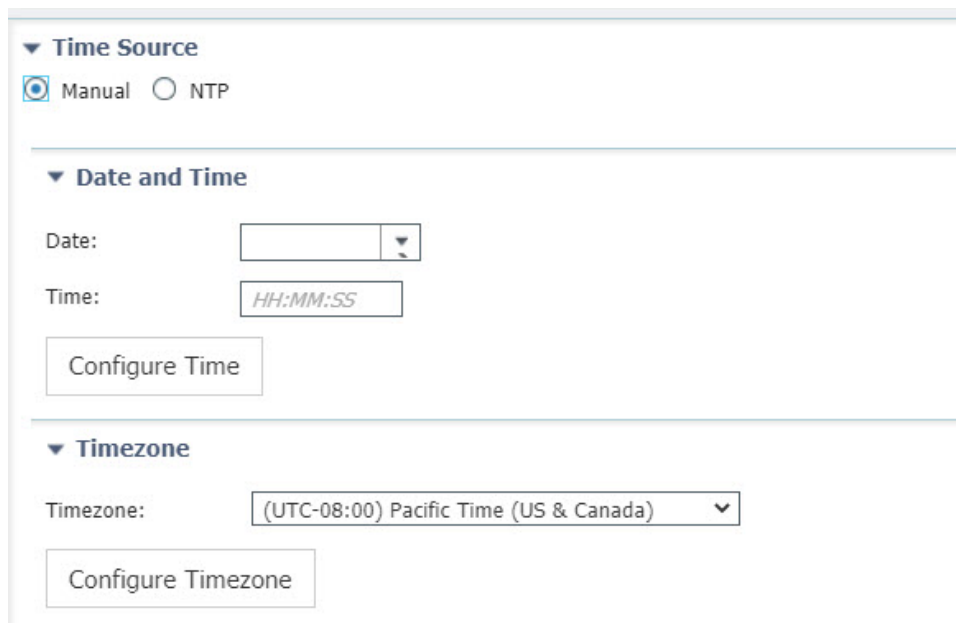 Time Source
Manual NTP
Date and Time
Date:
Time: HH:MM:SS
Configure Time
Timezone
Timezone: (UTC-08:00) Pacific Time (US & Canada)
Configure Timezone